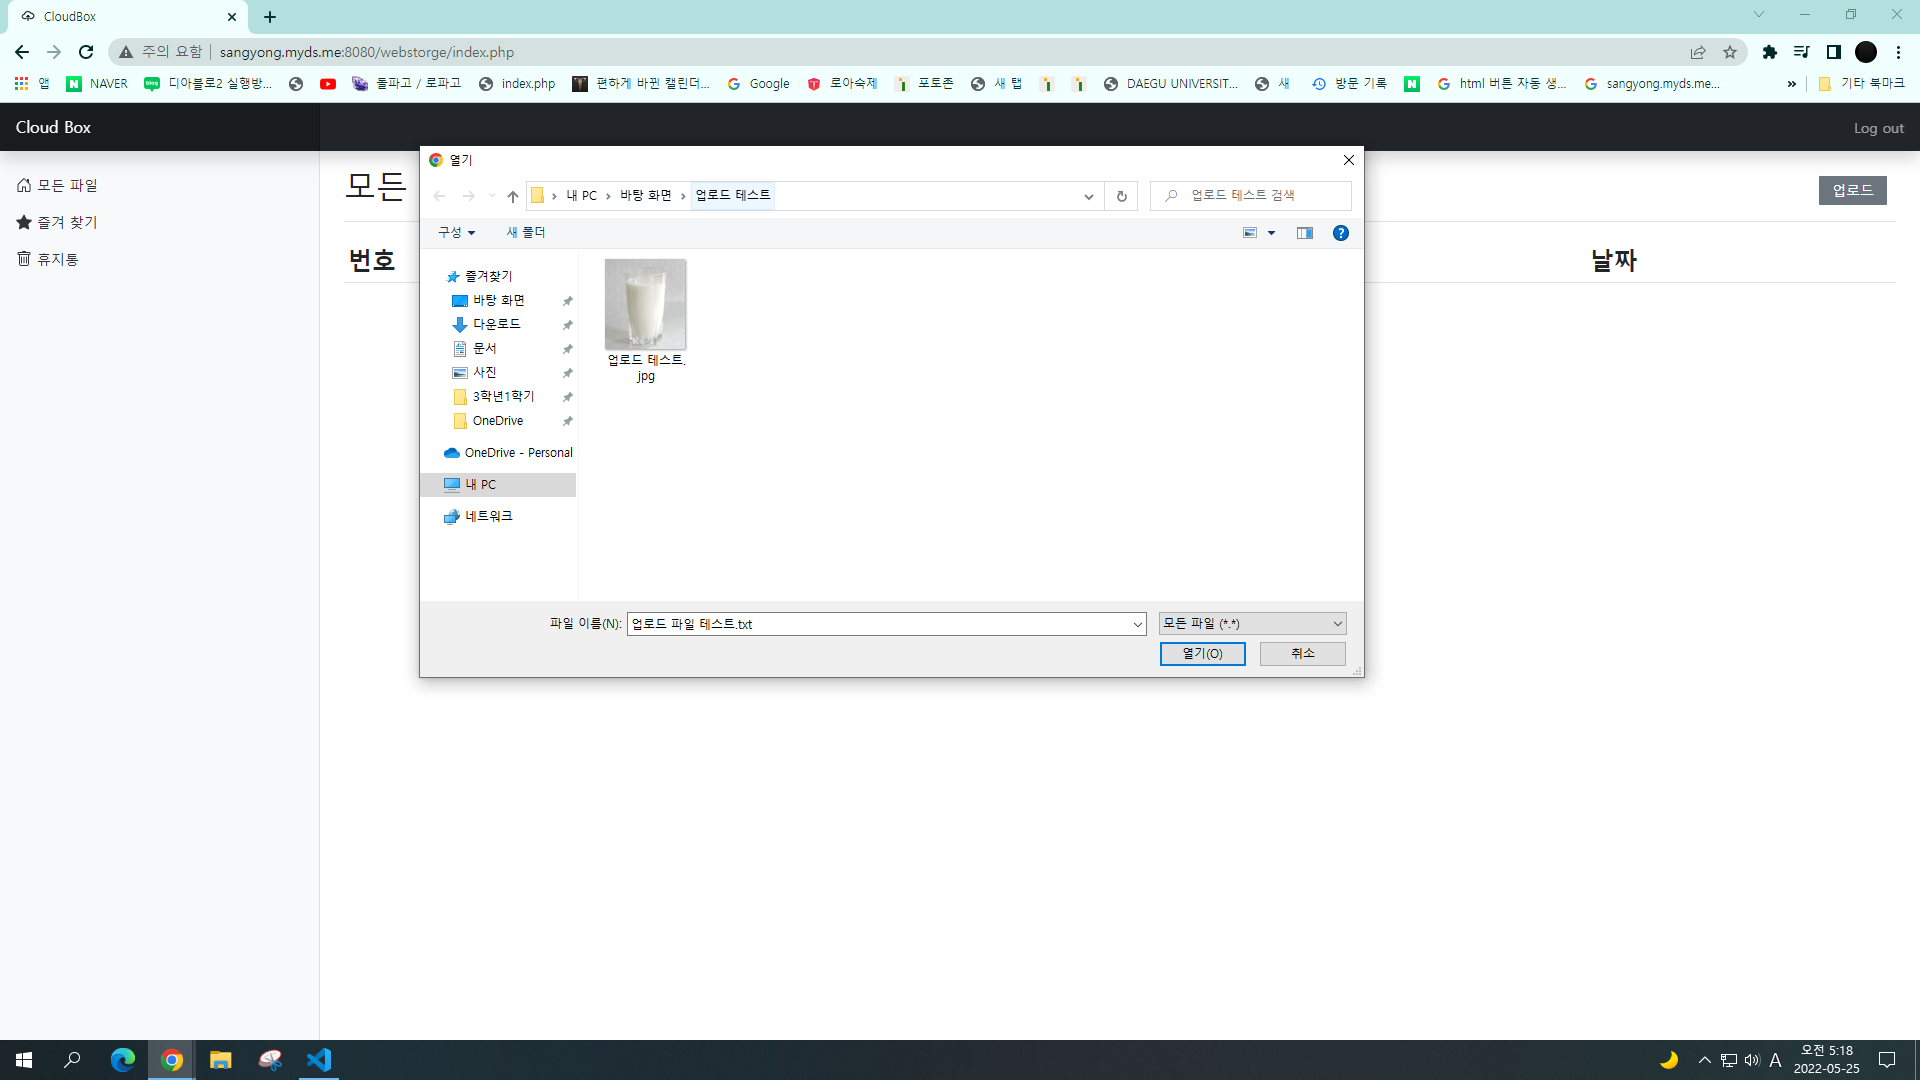 CloudBox
주의 요함
sangyong.myds.me:8080/webstorge/index.php
앱
NAVER
디아블로2 실행방...
돌파고 / 로파고
index.php
편하게 바뀐 캘린더...
Google
로아숙제
포토존
새 탭
DAEGU UNIVERSIT...
새
방문 기록
html 버튼 자동 생...
sangyong.myds.me...
»
기타 북마크
Cloud Box
Log out
모든 파일
즐겨 찾기
휴지통
모든
업로드
번호
날짜
열기
내 PC
바탕 화면
업로드 테스트
업로드 테스트 검색
구성
새 폴더
즐겨찾기
바탕 화면
다운로드
문서
사진
3학년1학기
OneDrive
OneDrive - Personal
내 PC
네트워크
업로드 테스트.
jpg
파일 이름(N):
업로드 파일 테스트.txt
모든 파일 (*.*)
열기(O)
취소
A
오전 5:18
2022-05-25